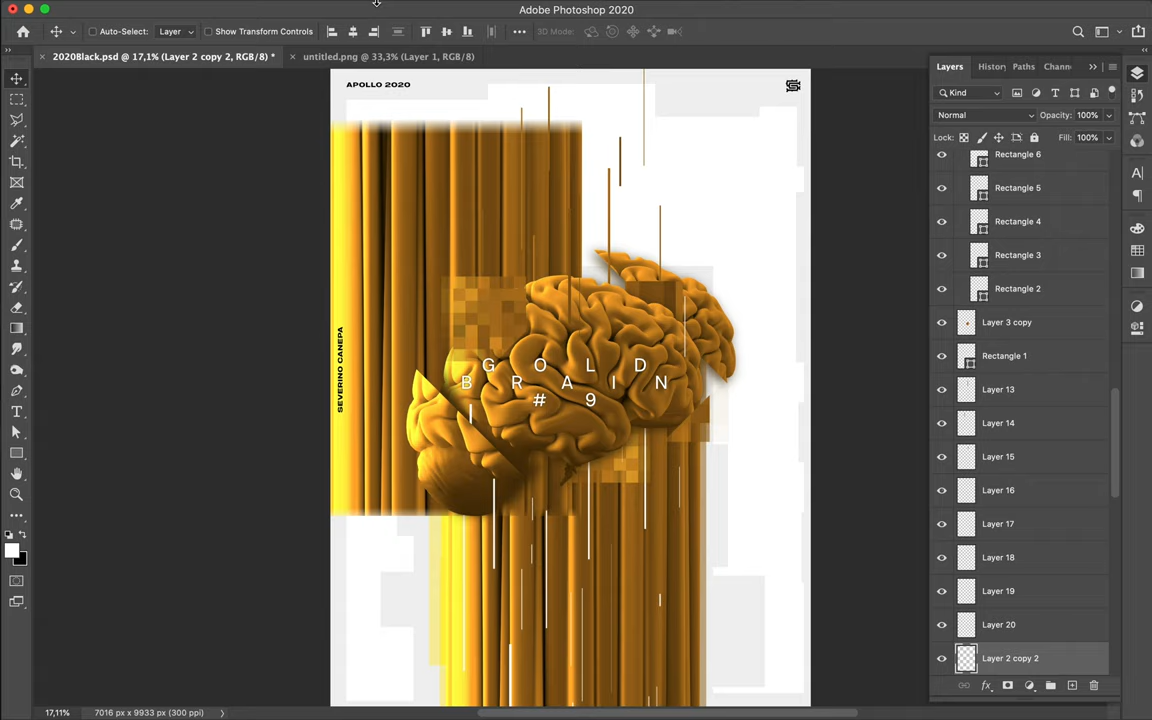 Adobe Photoshop 2020
Auto-Select: Layer Show Transform Controls 3D Mode:
2020Black.psd @ 17,1% (Layer 2 copy 2, RGB/8) *
untitled.png @ 33,3% (Layer 1, RGB/8)
Layers Histor Paths Chann
Kind
Normal Opacity: 100%
Lock: Fill: 100%
Rectangle 6
Rectangle 5
Rectangle 4
Rectangle 3
Rectangle 2
Layer 3 copy
Rectangle 1
Layer 13
Layer 14
Layer 15
Layer 16
Layer 17
Layer 18
Layer 19
Layer 20
Layer 2 copy 2
APOLLO 2020
SEVERINO CANEPA
G O L D
B R A I N
# 9
17,11% 7016 px x 9933 px (300 ppi)